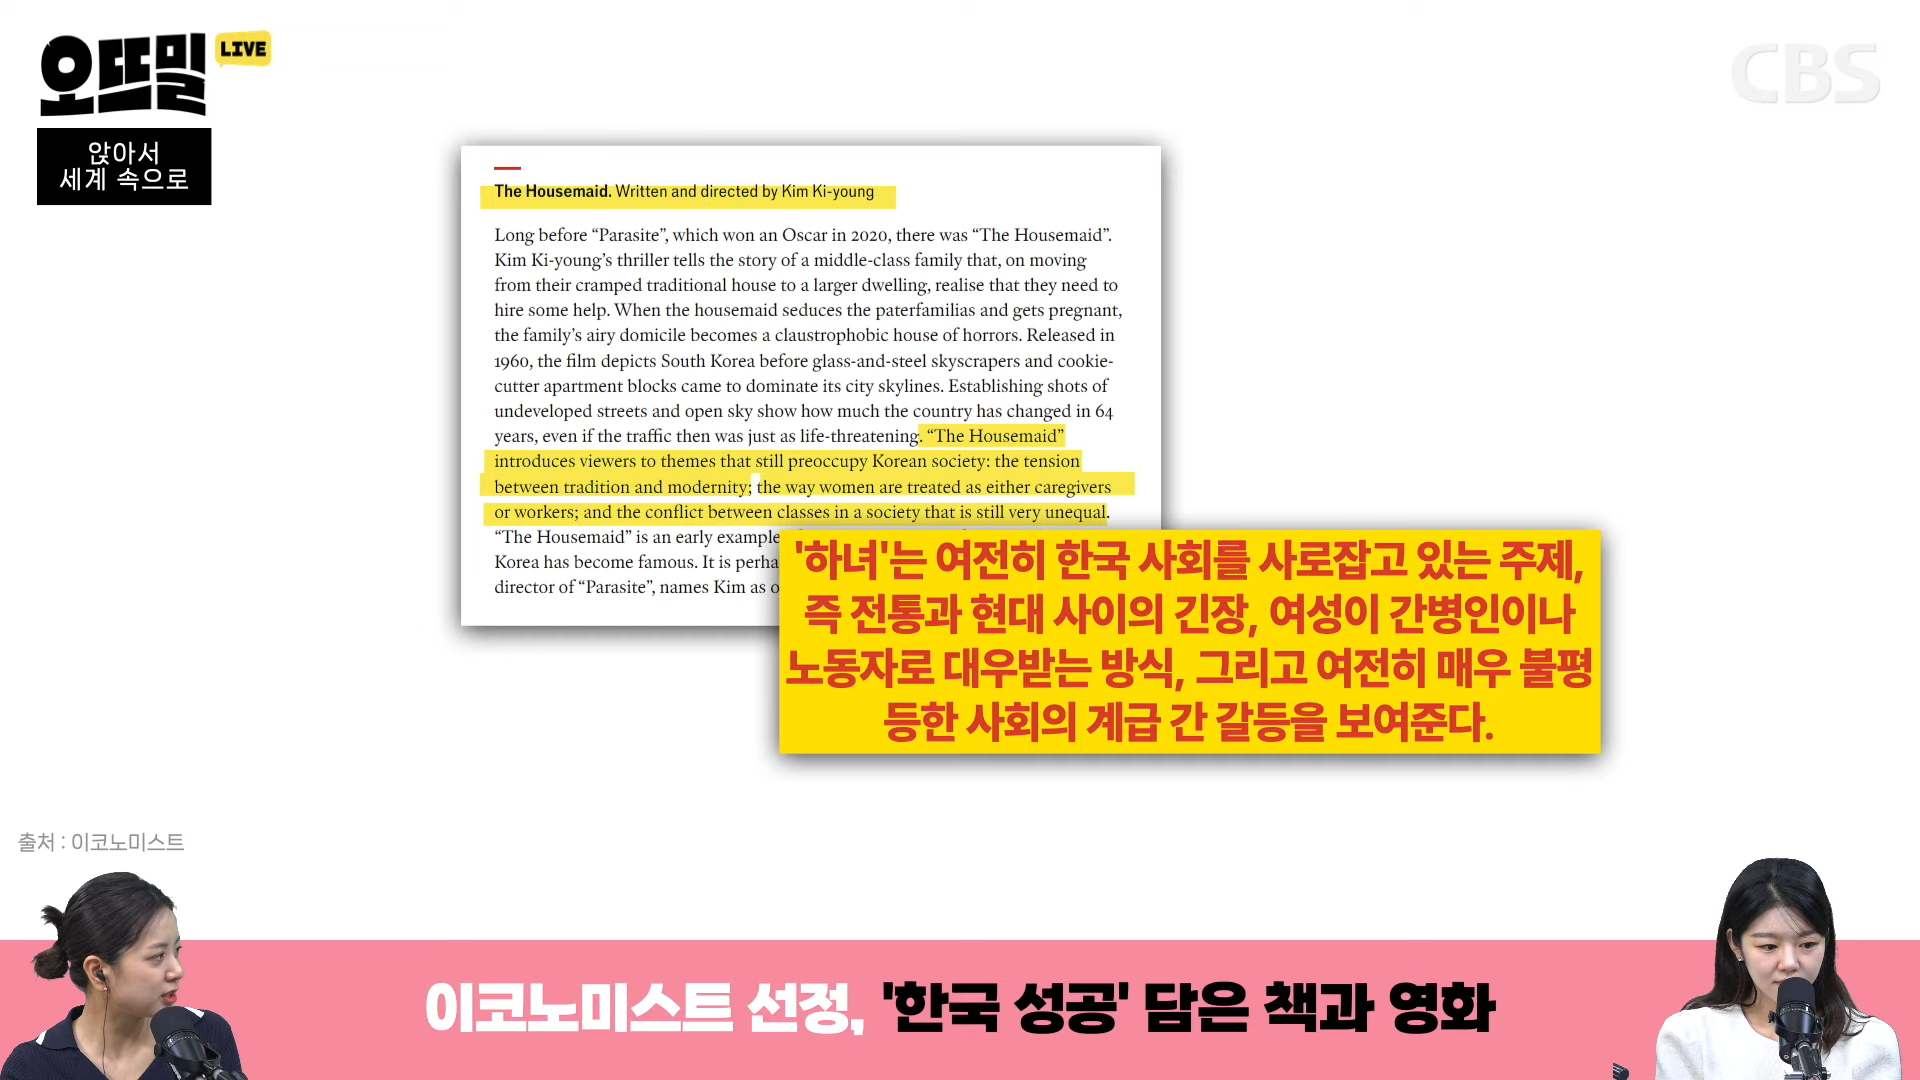 오뜨밀
LIVE
앉아서
세계 속으로
CBS
The Housemaid. Written and directed by Kim Ki-young
Long before “Parasite”, which won an Oscar in 2020, there was “The Housemaid”.
Kim Ki-young’s thriller tells the story of a middle-class family that, on moving
from their cramped traditional house to a larger dwelling, realise that they need to
hire some help. When the housemaid seduces the paterfamilias and gets pregnant,
the family’s airy domicile becomes a claustrophobic house of horrors. Released in
1960, the film depicts South Korea before glass-and-steel skyscrapers and cookie-
cutter apartment blocks came to dominate its city skylines. Establishing shots of
undeveloped streets and open sky show how much the country has changed in 64
years, even if the traffic then was just as life-threatening. “The Housemaid”
introduces viewers to themes that still preoccupy Korean society: the tension
between tradition and modernity; the way women are treated as either caregivers
or workers; and the conflict between classes in a society that is still very unequal.
“The Housemaid” is an early example
Korea has become famous. It is
director of “Parasite”, names Kim as
'하녀'는 여전히 한국 사회를 사로잡고 있는 주제,
즉 전통과 현대 사이의 긴장, 여성이 간병인이나
노동자로 대우받는 방식, 그리고 여전히 매우 불평
등한 사회의 계급 간 갈등을 보여준다.
출처 : 이코노미스트
이코노미스트 선정, '한국 성공' 담은 책과 영화